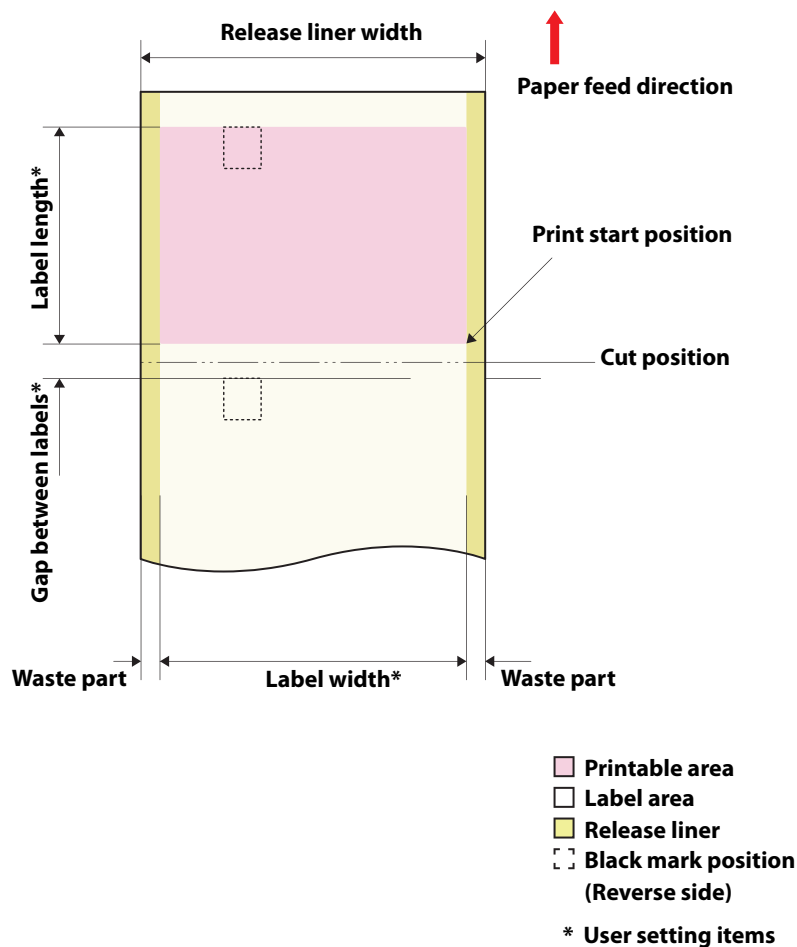 Release liner width
Paper feed direction
Label length*
Print start position
Cut position
Gap between labels*
Waste part
Label width*
Waste part
Printable area
Label area
Release liner
Black mark position
(Reverse side)
* User setting items